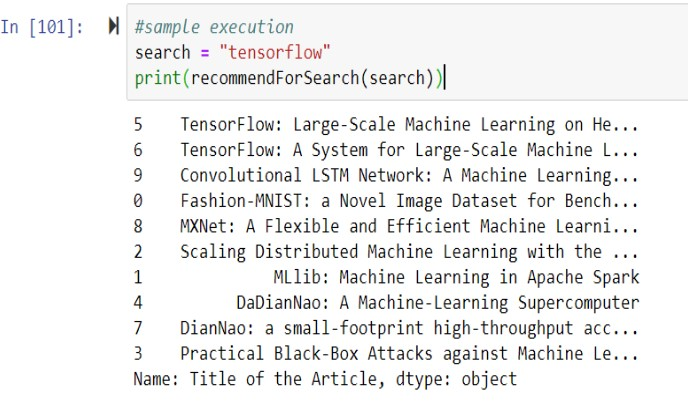 In [101]: #sample execution
search = "tensorflow"
print(recommendForSearch(search))
5 TensorFlow: Large-Scale Machine Learning on He...
6 TensorFlow: A System for Large-Scale Machine L...
9 Convolutional LSTM Network: A Machine Learning...
0 Fashion-MNIST: a Novel Image Dataset for Bench...
8 MXNet: A Flexible and Efficient Machine Learni...
2 Scaling Distributed Machine Learning with the ...
1 MLlib: Machine Learning in Apache Spark
4 DaDianNao: A Machine-Learning Supercomputer
7 DianNao: a small-footprint high-throughput acc...
3 Practical Black-Box Attacks against Machine Le...
Name: Title of the Article, dtype: object